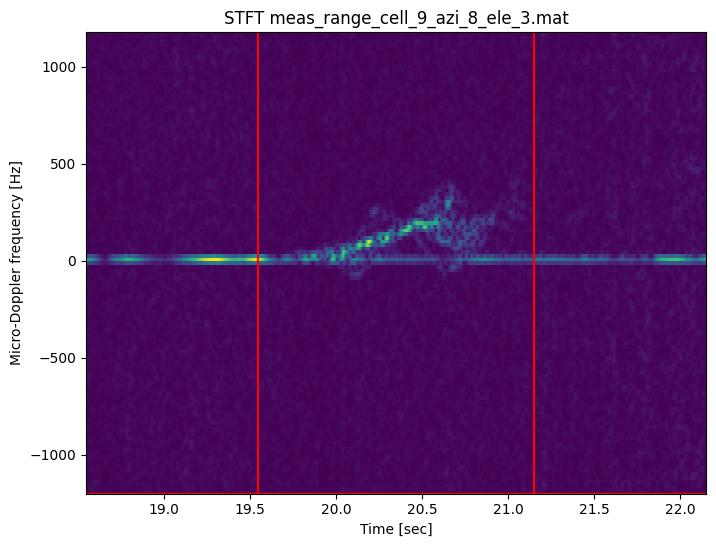 STFT meas_range_cell_9_azi_8_ele_3.mat
Micro-Doppler frequency [Hz]
1000
500
0
−500
−1000
19.0 19.5 20.0 20.5 21.0 21.5 22.0
Time [sec]